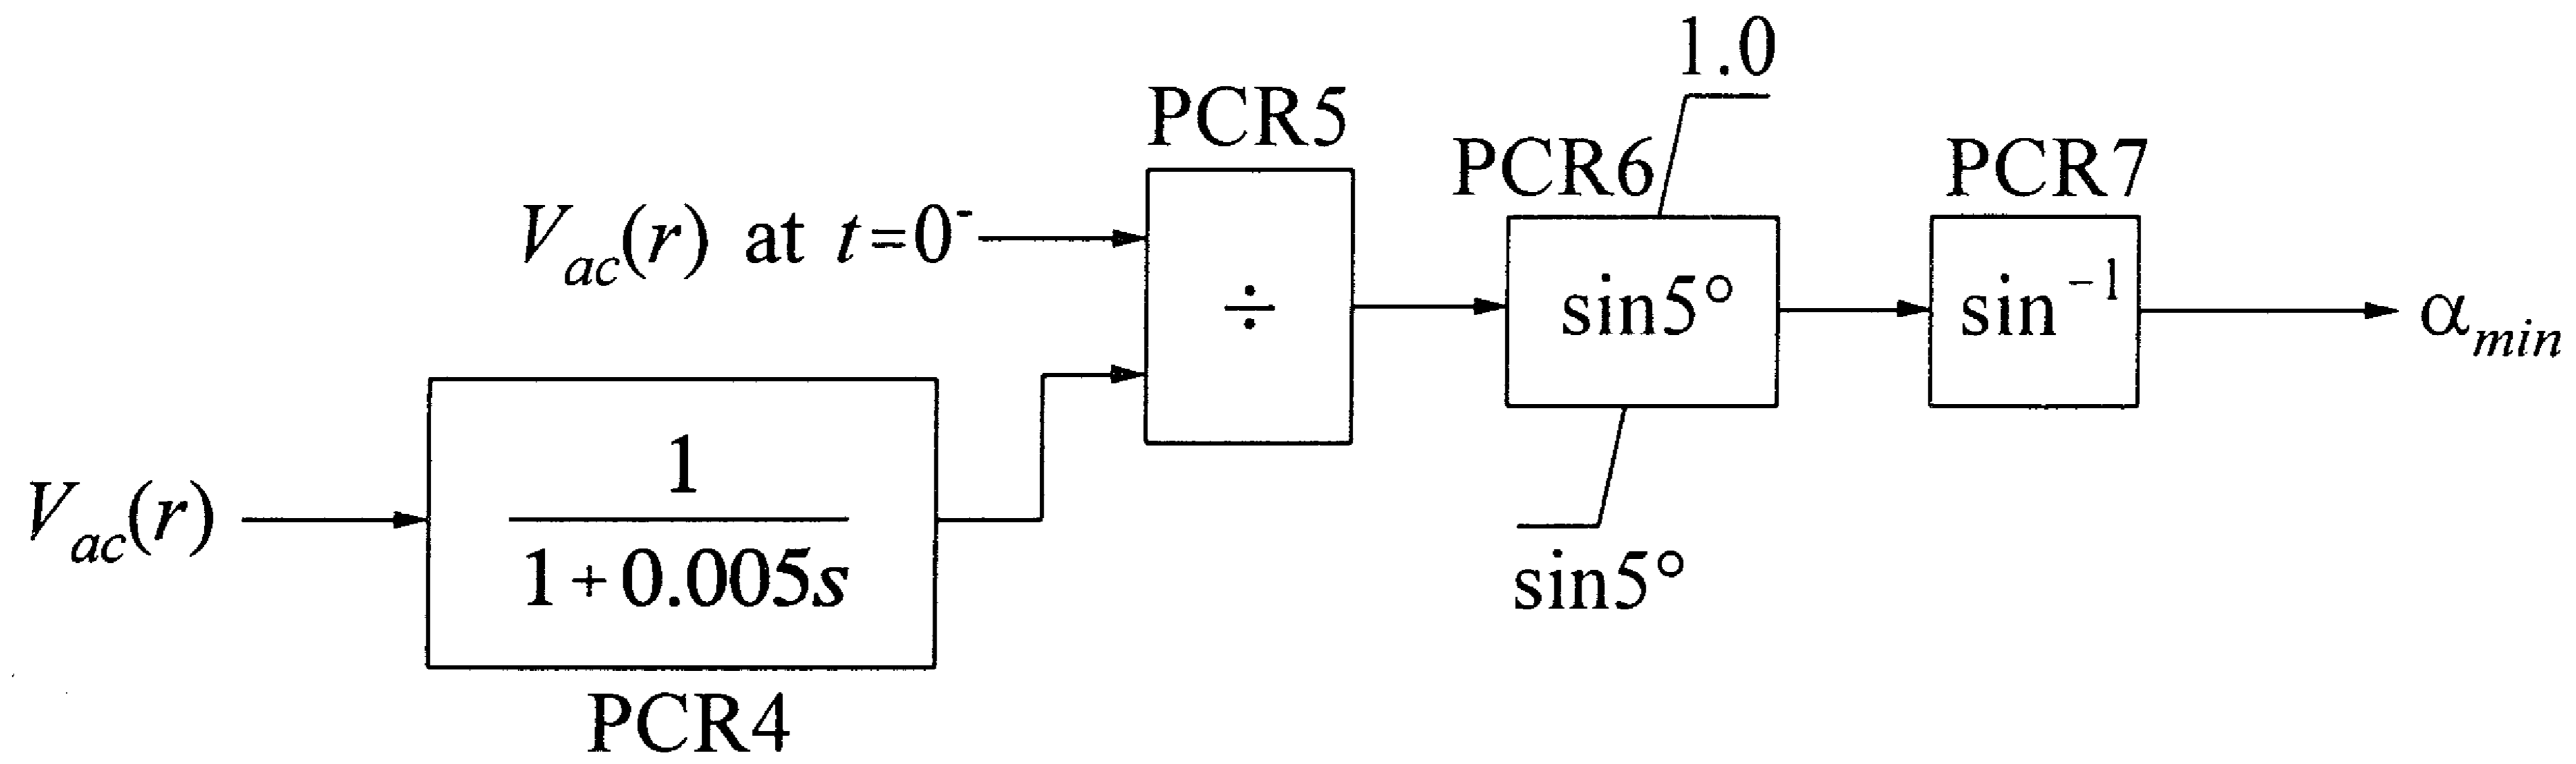 1.0
PCR5
PCR6
PCR7
V_ac(r) at t=0^-
÷
sin5°
sin^-1
α_min
V_ac(r)
1
1+0.005s
sin5°
PCR4